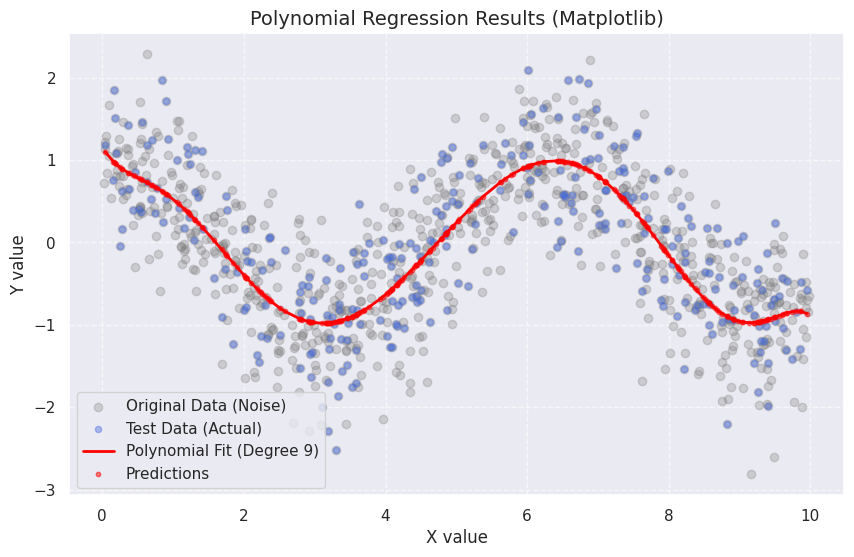 Polynomial Regression Results (Matplotlib)
Y value
2
1
0
−1
−2
−3
Original Data (Noise)
Test Data (Actual)
Polynomial Fit (Degree 9)
Predictions
0 2 4 6 8 10
X value